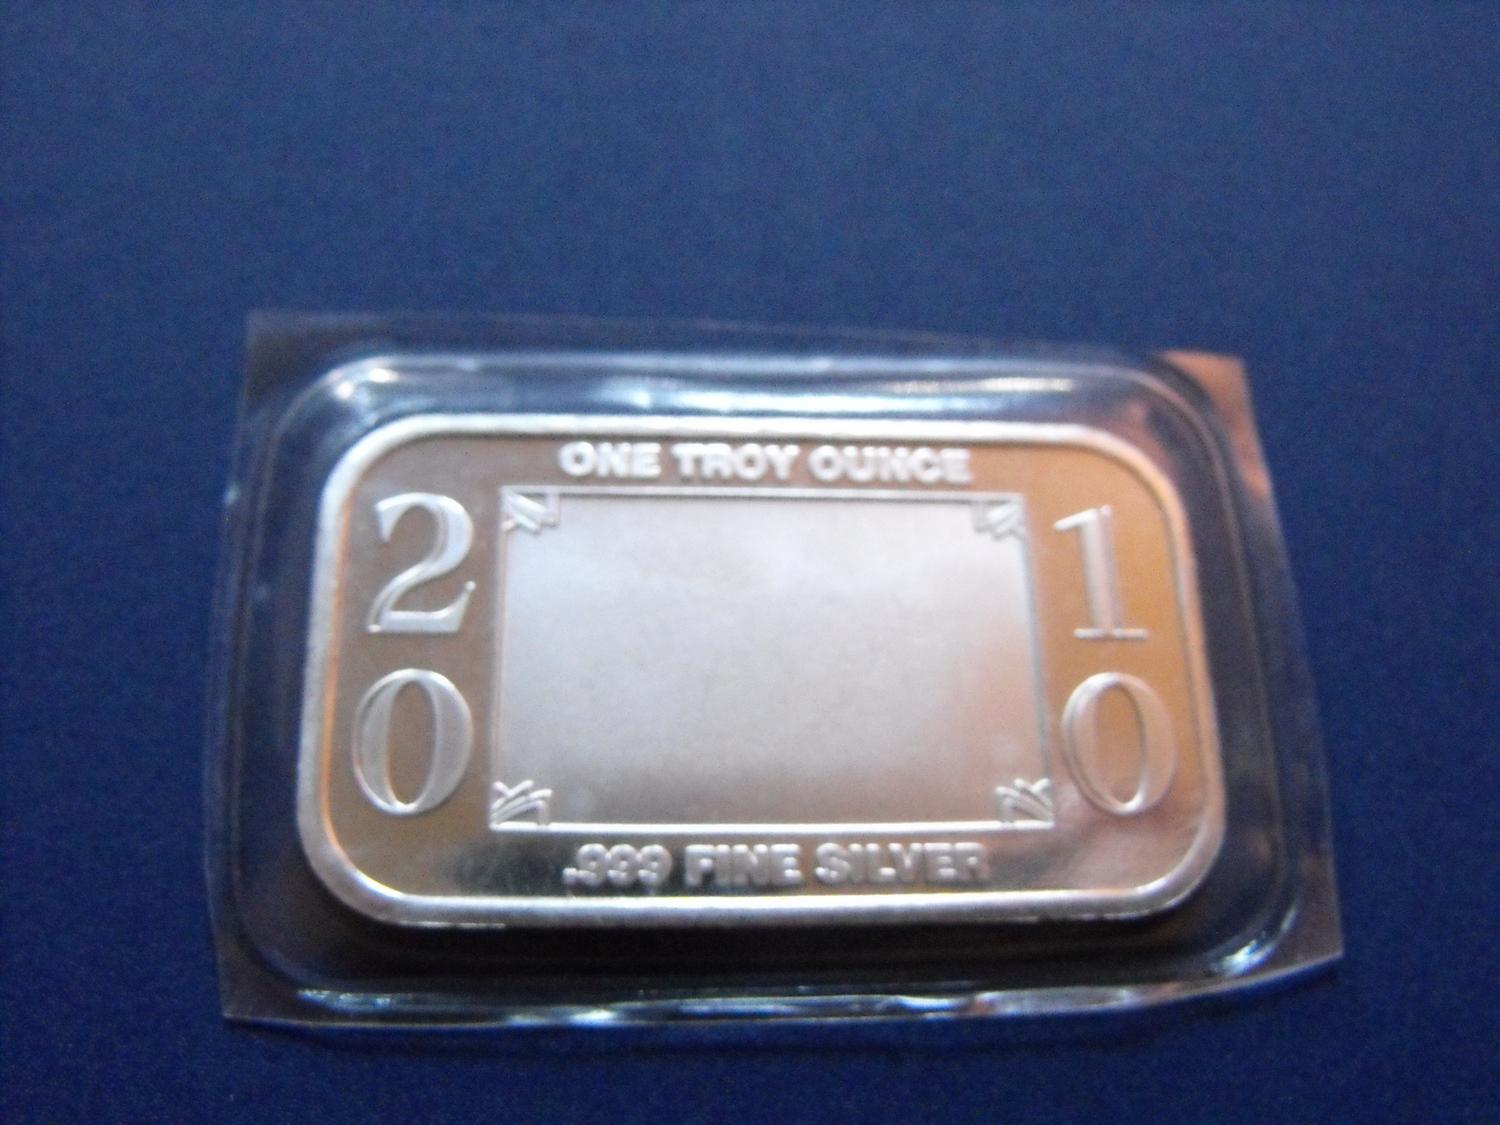 ONE TROY OUNCE
2 1
0 0
.999 FINE SILVER